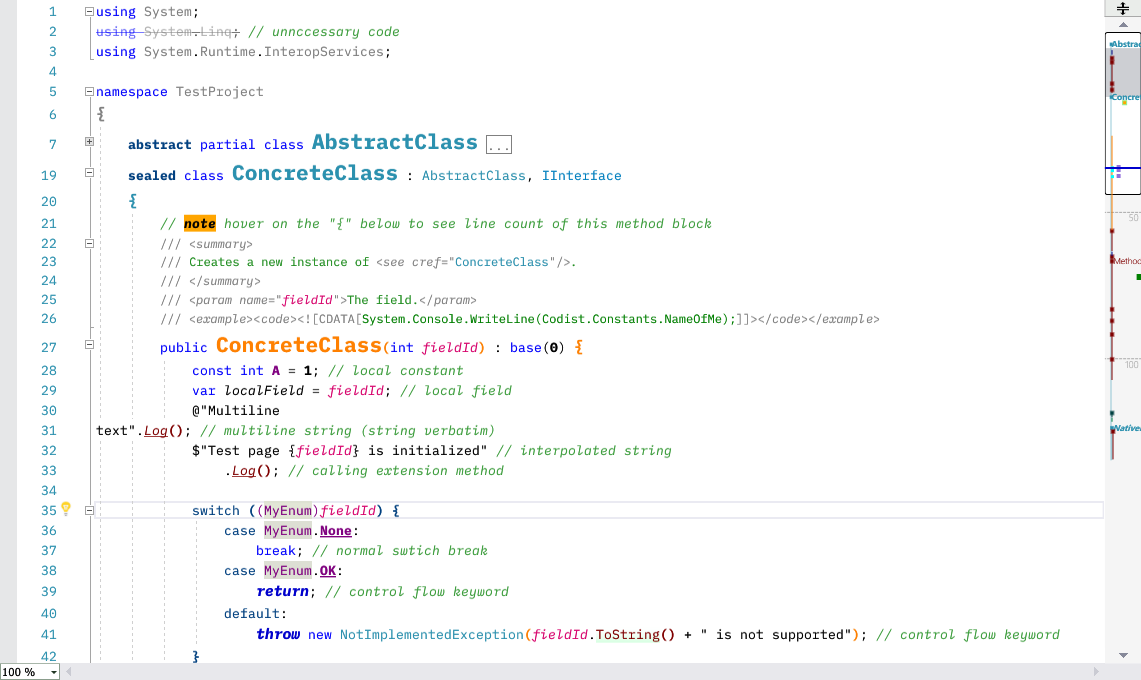 1 using System;
2 using System.Linq; // unnccessary code
3 using System.Runtime.InteropServices;
4
5 namespace TestProject
6 {
7 abstract partial class AbstractClass ...
19 sealed class ConcreteClass : AbstractClass, IInterface
20 {
21 // note hover on the "{" below to see line count of this method block
22 /// <summary>
23 /// Creates a new instance of <see cref="ConcreteClass"/>.
24 /// </summary>
25 /// <param name="fieldId">The field.</param>
26 /// <example><code><![CDATA[System.Console.WriteLine(Codist.Constants.NameOfMe);]]></code></example>
27 public ConcreteClass(int fieldId) : base(0) {
28 const int A = 1; // local constant
29 var localField = fieldId; // local field
30 @"Multiline
31 text".Log(); // multiline string (string verbatim)
32 $"Test page {fieldId} is initialized" // interpolated string
33 .Log(); // calling extension method
34
35 switch ((MyEnum)fieldId) {
36 case MyEnum.None:
37 break; // normal swtich break
38 case MyEnum.OK:
39 return; // control flow keyword
40 default:
41 throw new NotImplementedException(fieldId.ToString() + " is not supported"); // control flow keyword
42 }
100 %
Abstrac
Concre
50
Metho
100
Native